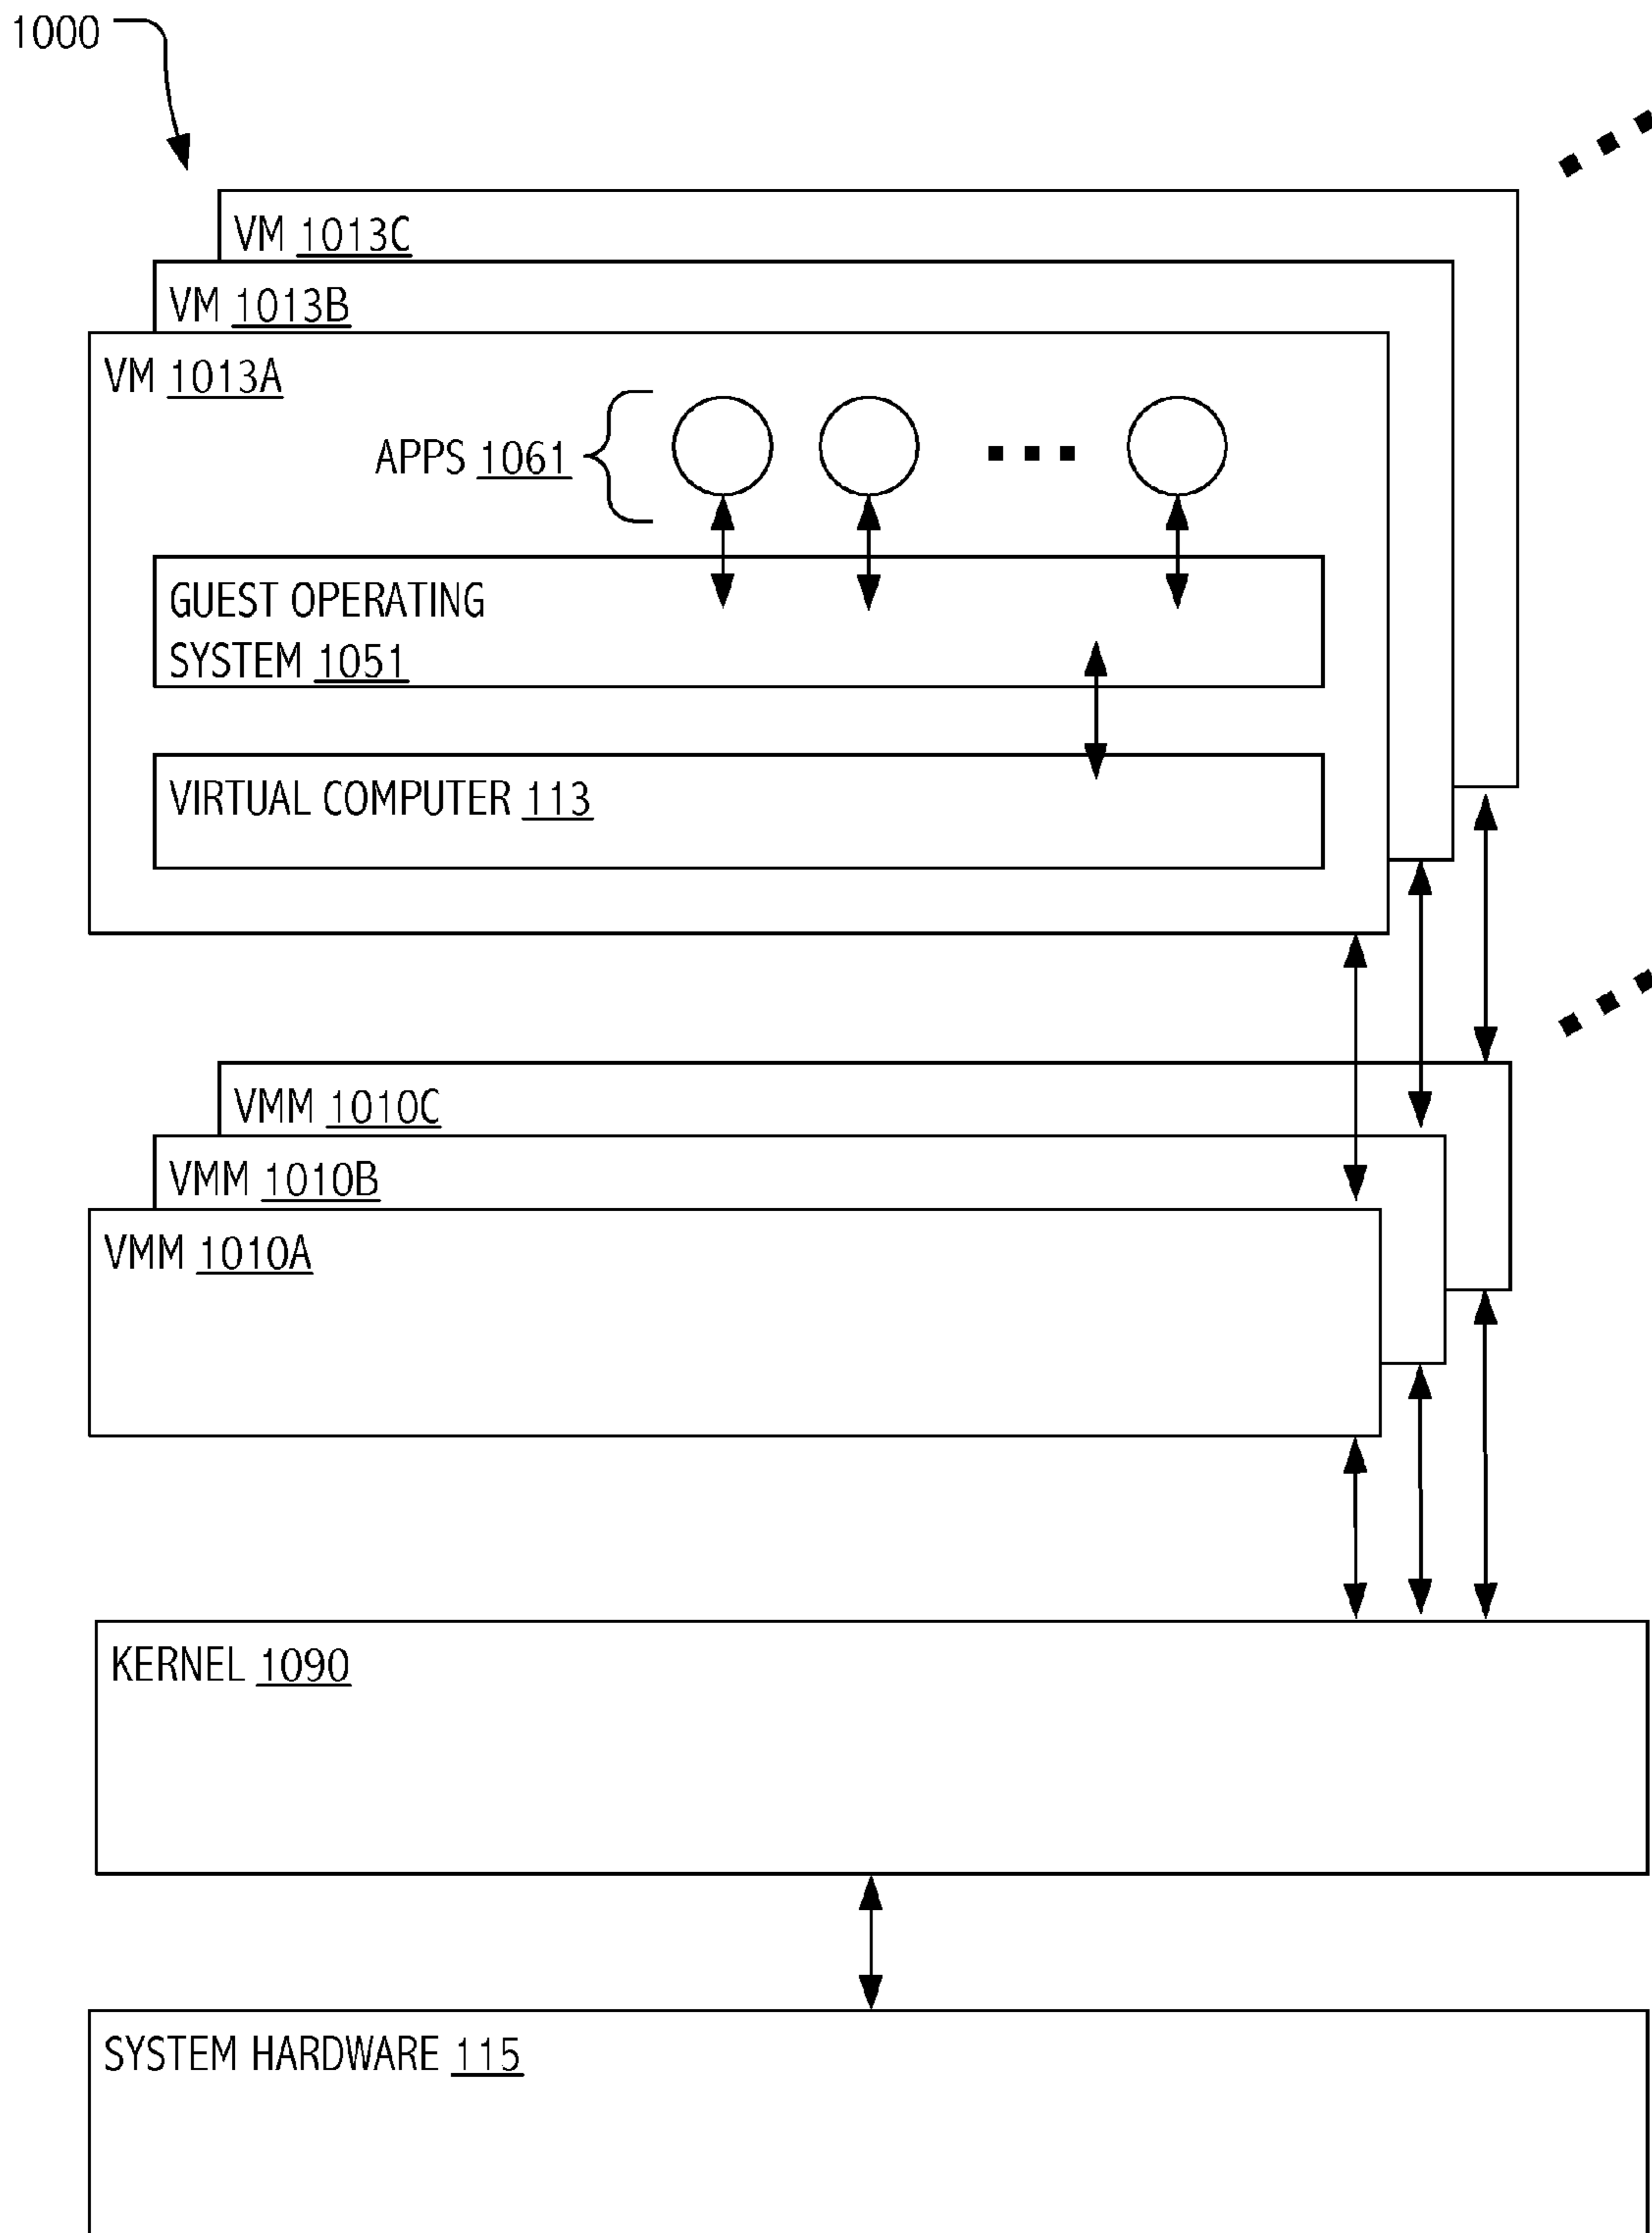 1000
VM 1013C
VM 1013B
VM 1013A
APPS 1061
GUEST OPERATING
SYSTEM 1051
VIRTUAL COMPUTER 113
VMM 1010C
VMM 1010B
VMM 1010A
KERNEL 1090
SYSTEM HARDWARE 115